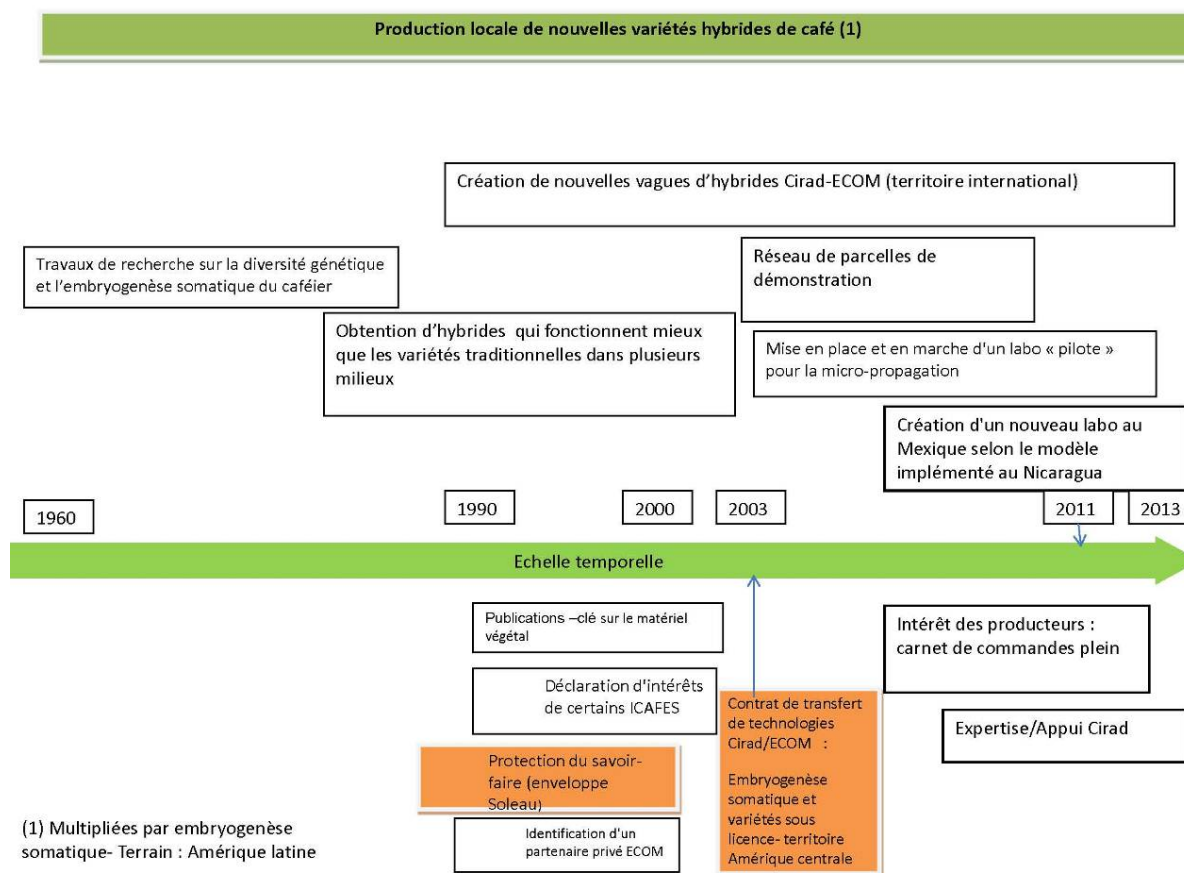 Production locale de nouvelles variétés hybrides de café (1)
Création de nouvelles vagues d'hybrides Cirad-ECOM (territoire international)
Travaux de recherche sur la diversité génétique
et l'embryogenèse somatique du caféier
Réseau de parcelles de
démonstration
Obtention d'hybrides qui fonctionnent mieux
que les variétés traditionnelles dans plusieurs
milieux
Mise en place et en marche d'un labo « pilote »
pour la micro-propagation
Création d'un nouveau labo au
Mexique selon le modèle
implémenté au Nicaragua
1960
1990
2000
2003
2011
2013
Echelle temporelle
Publications –clé sur le matériel
végétal
Déclaration d'intérêts
de certains ICAFES
Protection du savoir-
faire (enveloppe
Soleau)
Identification d'un
partenaire privé ECOM
Contrat de transfert
de technologies
Cirad/ECOM :
Embryogenèse
somatique et
variétés sous
licence- territoire
Amérique centrale
Intérêt des producteurs :
carnet de commandes plein
Expertise/Appui Cirad
(1) Multipliées par embryogenèse
somatique- Terrain : Amérique latine